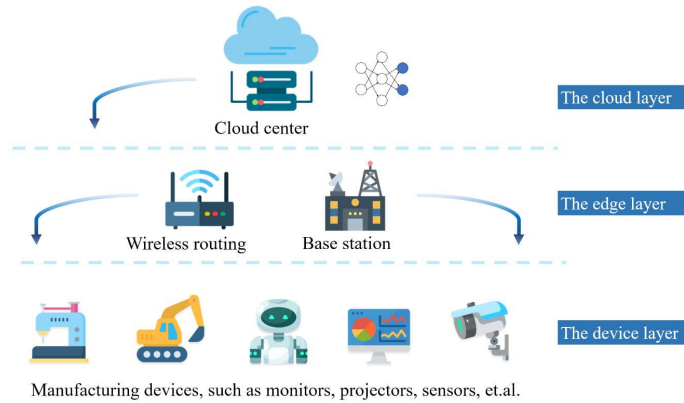 The cloud layer
Cloud center
The edge layer
Wireless routing
Base station
The device layer
Manufacturing devices, such as monitors, projectors, sensors, et.al.